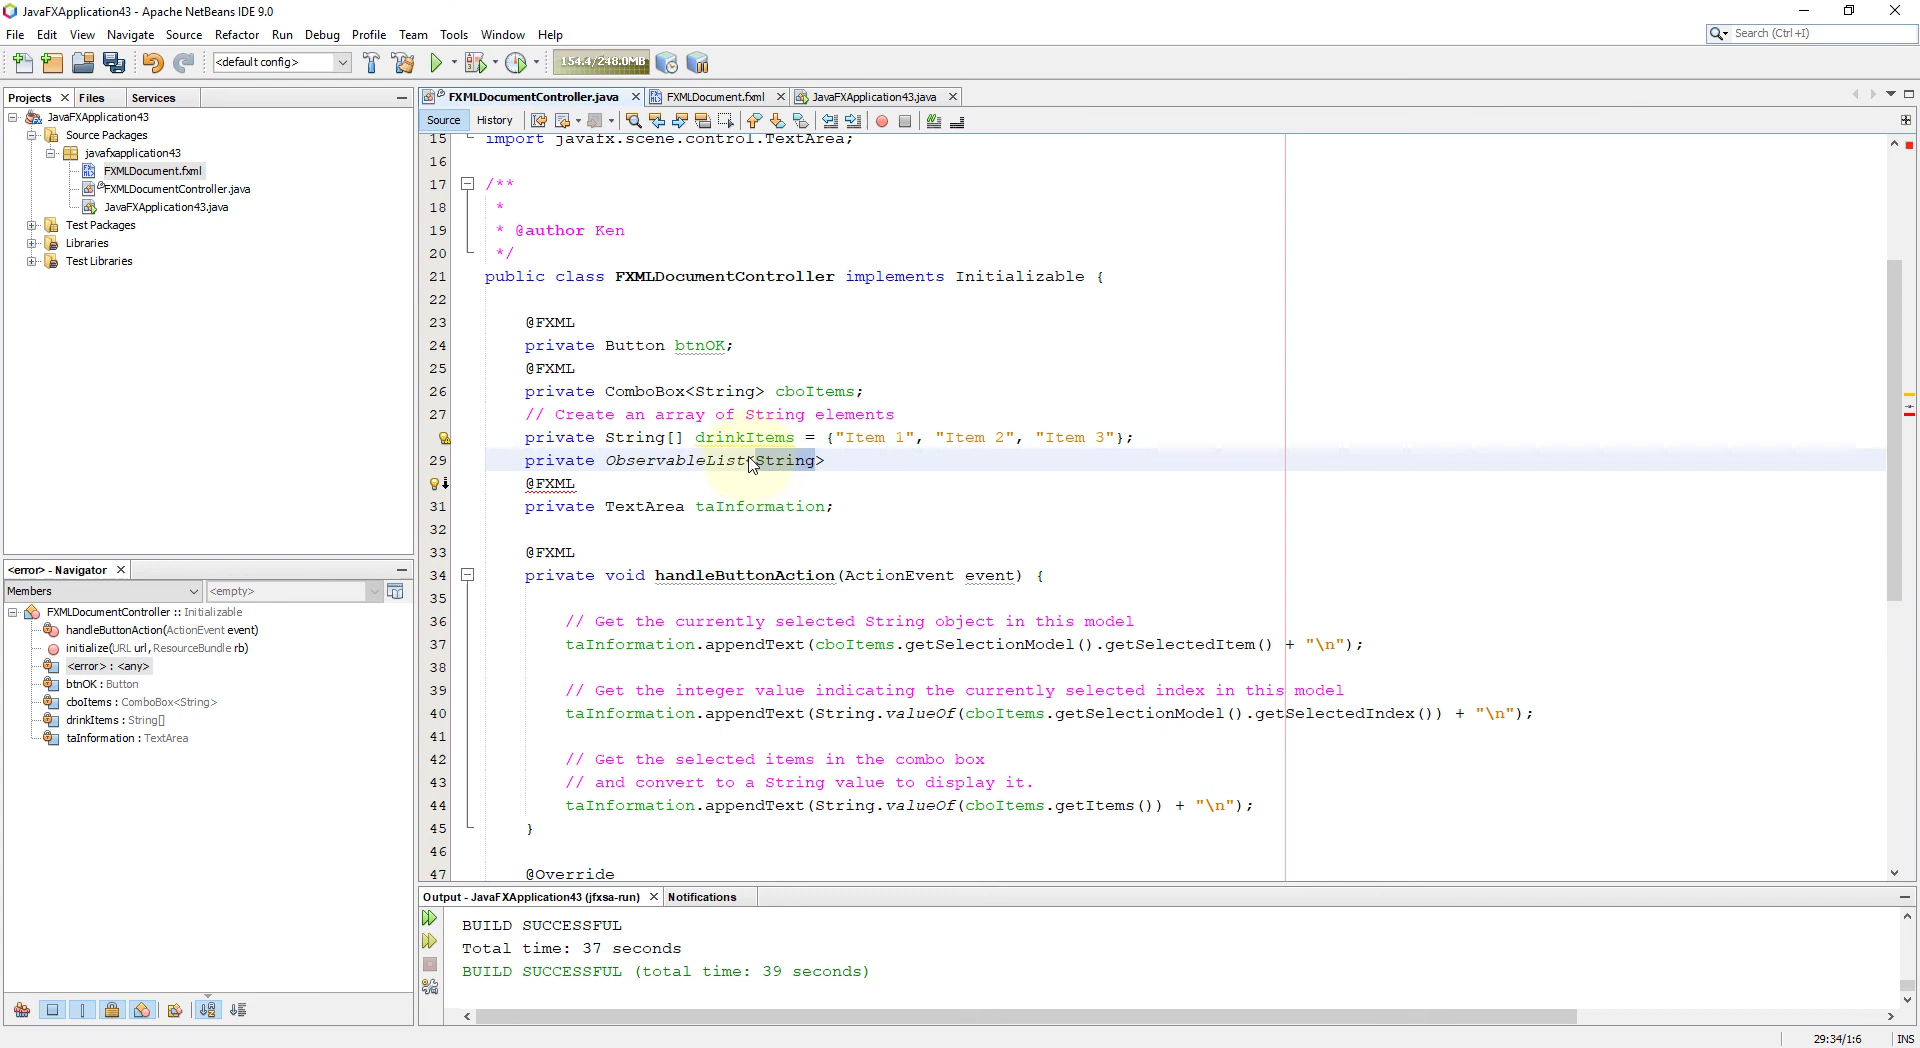 JavaFXApplication43 - Apache NetBeans IDE 9.0
File Edit View Navigate Source Refactor Run Debug Profile Team Tools Window Help
Search (Ctrl+I)
<default config>
154.4/248.0MB
Projects Files Services
FXMLDocumentController.java FXMLDocument.fxml JavaFXApplication43.java
Source History
JavaFXApplication43
Source Packages
javafxapplication43
FXMLDocument.fxml
FXMLDocumentController.java
JavaFXApplication43.java
Test Packages
Libraries
Test Libraries
15 import javafx.scene.control.TextArea;
16
17 /**
18 *
19 * @author Ken
20 */
21 public class FXMLDocumentController implements Initializable {
22
23 @FXML
24 private Button btnOK;
25 @FXML
26 private ComboBox<String> cboItems;
27 // Create an array of String elements
private String[] drinkItems = {"Item 1", "Item 2", "Item 3"};
29 private ObservableList<String>
@FXML
31 private TextArea taInformation;
32
33 @FXML
34 private void handleButtonAction(ActionEvent event) {
35
36 // Get the currently selected String object in this model
37 taInformation.appendText(cboItems.getSelectionModel().getSelectedItem() + "\n");
38
39 // Get the integer value indicating the currently selected index in this model
40 taInformation.appendText(String.valueOf(cboItems.getSelectionModel().getSelectedIndex()) + "\n");
41
42 // Get the selected items in the combo box
43 // and convert to a String value to display it.
44 taInformation.appendText(String.valueOf(cboItems.getItems()) + "\n");
45 }
46
47 @Override
<error> - Navigator
Members <empty>
FXMLDocumentController :: Initializable
handleButtonAction(ActionEvent event)
initialize(URL url, ResourceBundle rb)
<error> : <any>
btnOK : Button
cboItems : ComboBox<String>
drinkItems : String[]
taInformation : TextArea
Output - JavaFXApplication43 (jfxsa-run) Notifications
BUILD SUCCESSFUL
Total time: 37 seconds
BUILD SUCCESSFUL (total time: 39 seconds)
29:34/1:6 INS